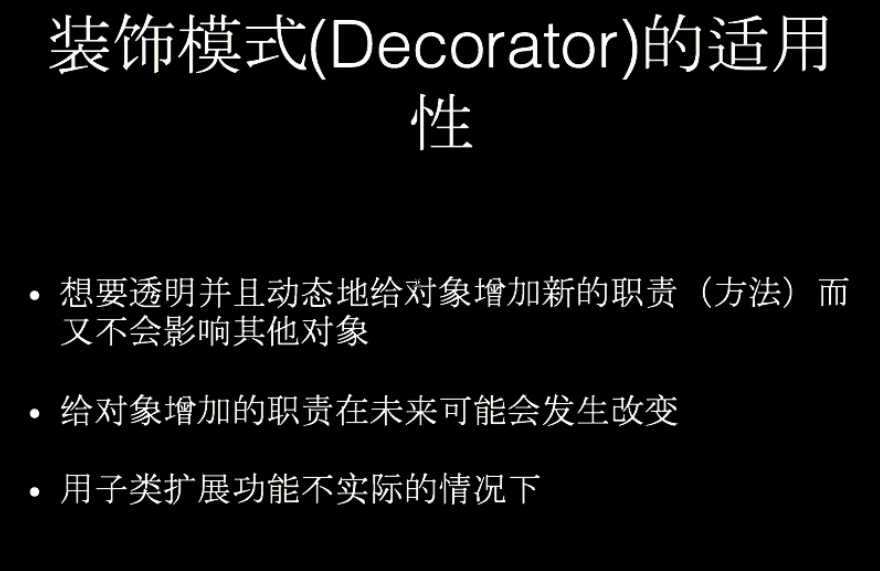 装饰模式(Decorator)的适用
性
• 想要透明并且动态地给对象增加新的职责（方法）而
又不会影响其他对象
• 给对象增加的职责在未来可能会发生改变
• 用子类扩展功能不实际的情况下